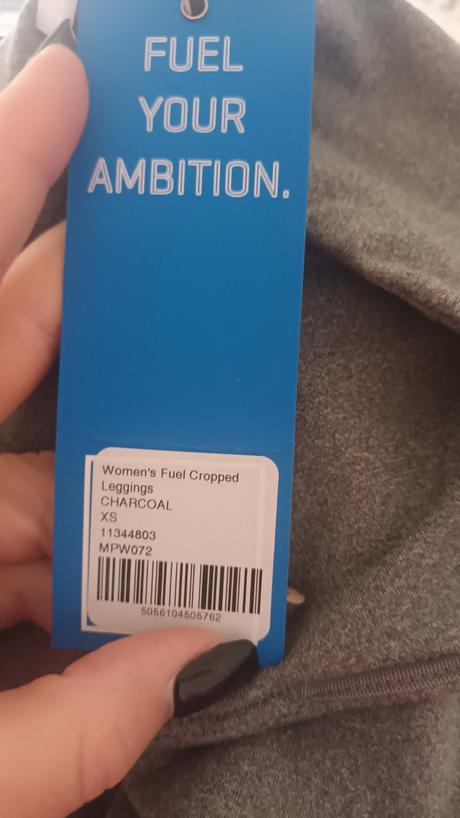 FUEL
YOUR
AMBITION.
Women's Fuel Cropped
Leggings
CHARCOAL
XS
11344803
MPW072
5056104505762